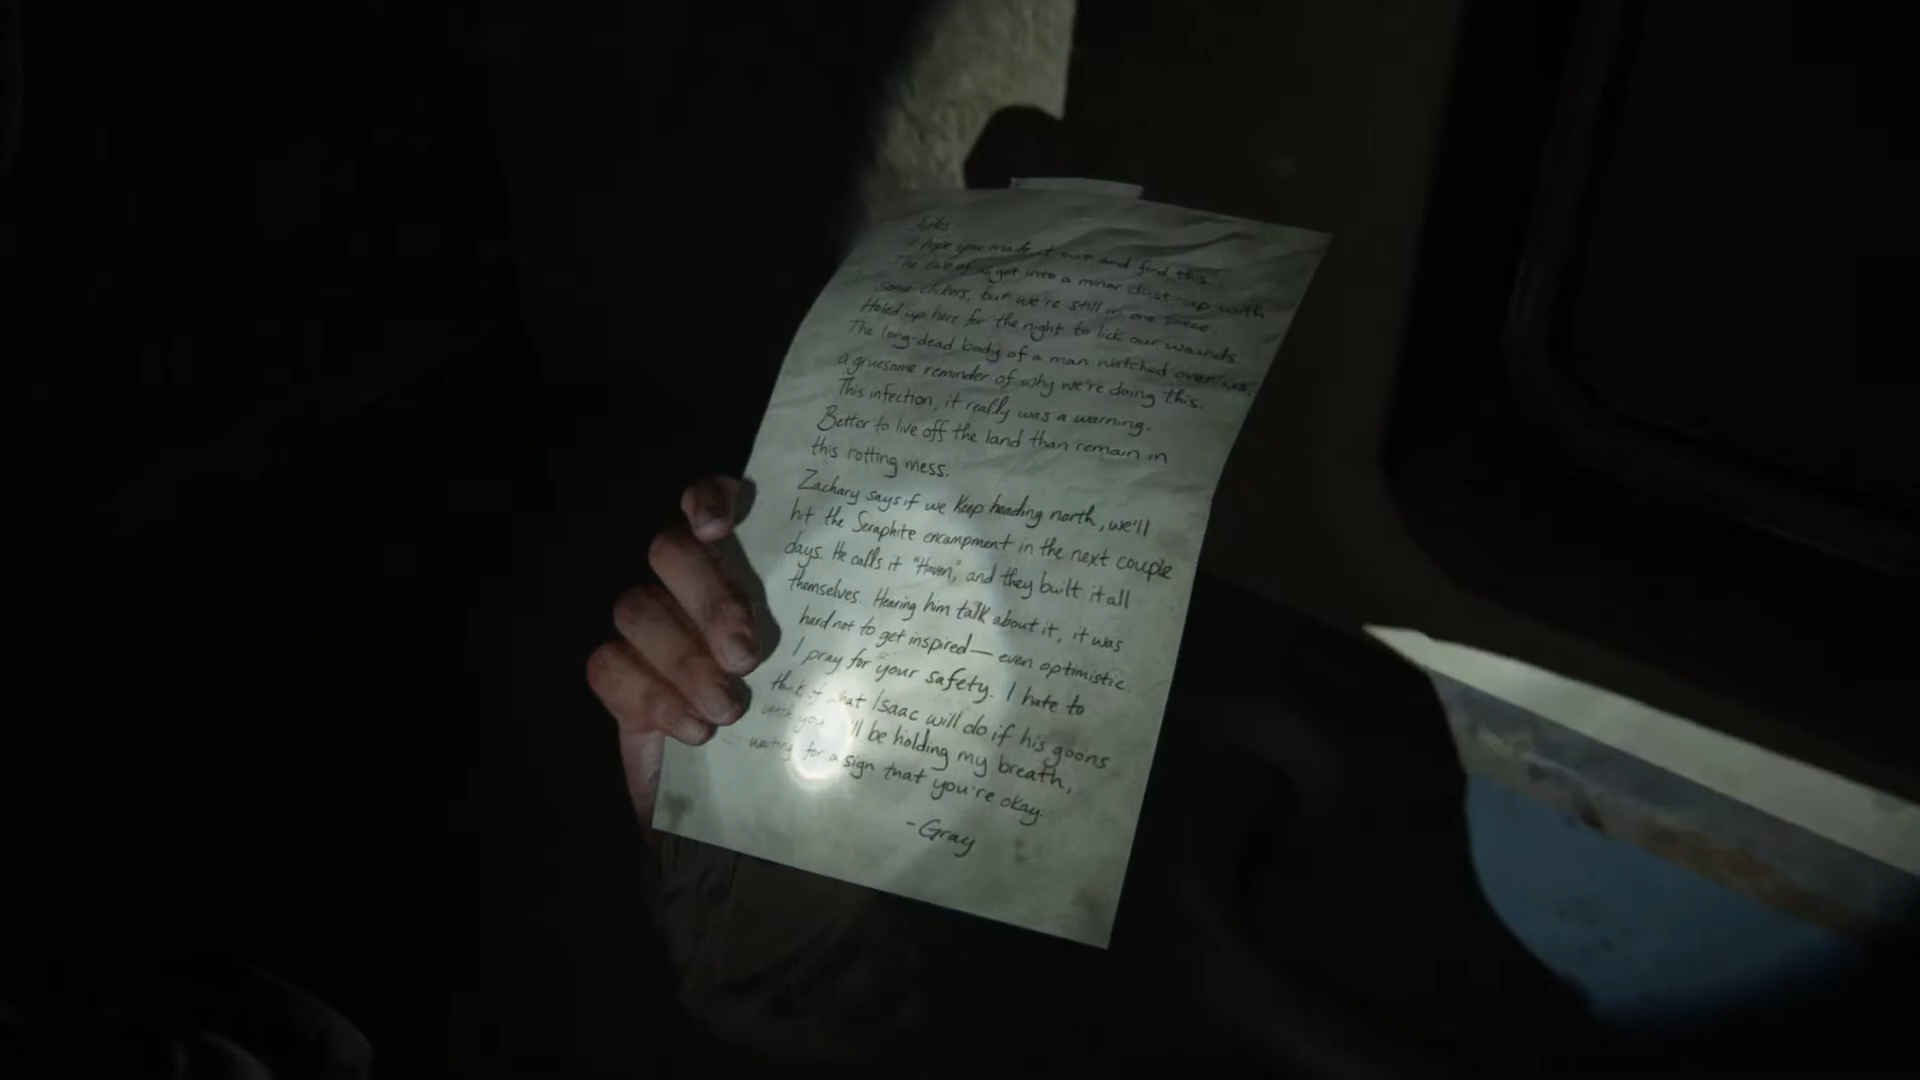 Jules-
I hope you made it out and find this.
The two of us got into a minor dust-up with
some clickers, but we're still in one piece.
Holed up here for the night to lick our wounds.
The long-dead body of a man watched over us,
a gruesome reminder of why we're doing this.
This infection, it really was a warning.
Better to live off the land than remain in
this rotting mess.
Zachary says if we keep heading north, we'll
hit the Seraphite encampment in the next couple
days. He calls it "Haven," and they built it all
themselves. Hearing him talk about it, it was
hard not to get inspired—even optimistic.
I pray for your safety. I hate to
think of what Isaac will do if his goons
catch you. I'll be holding my breath,
waiting for a sign that you're okay.
-Gray